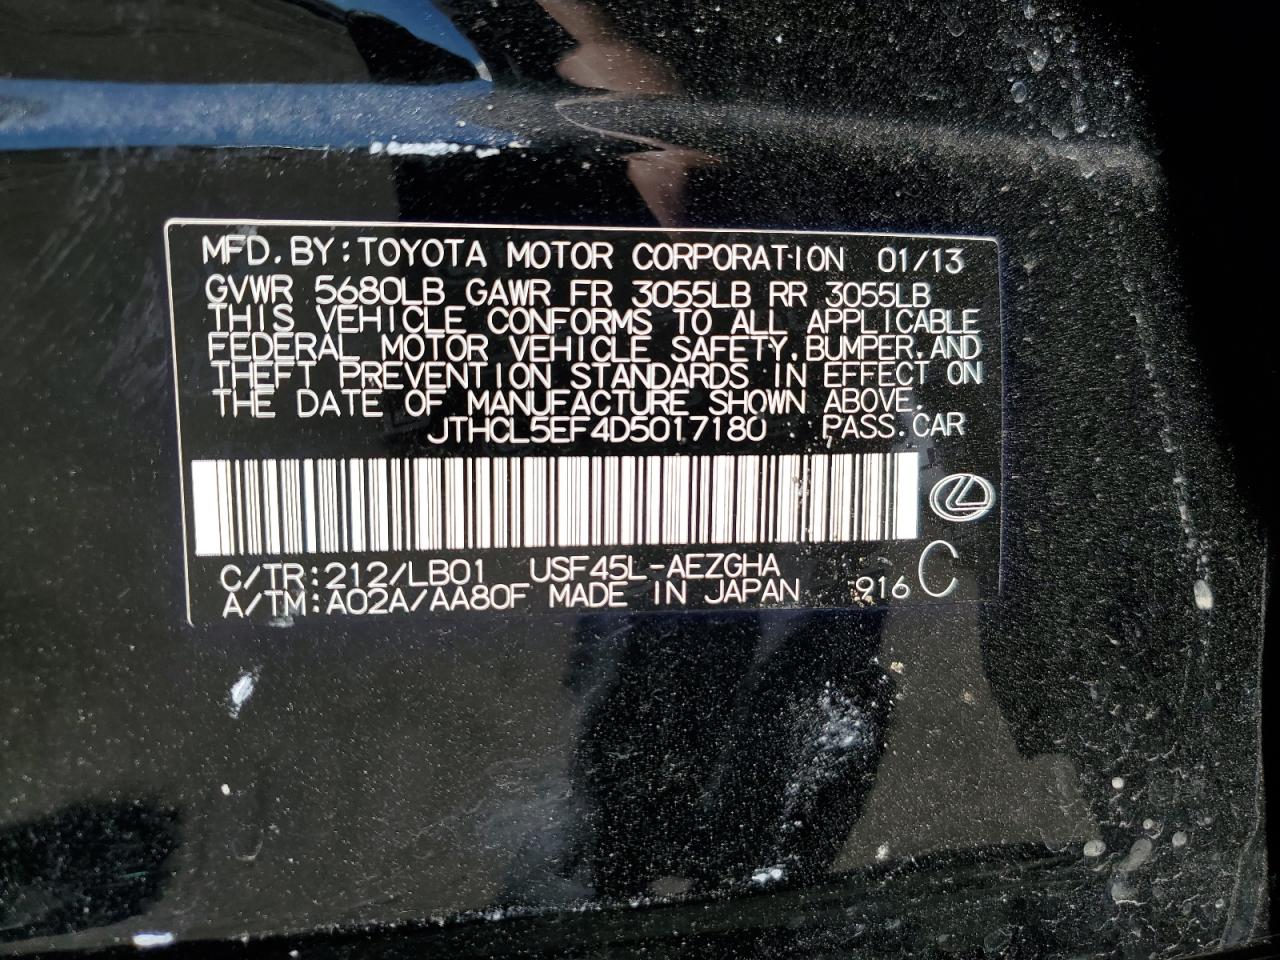 MFD. BY: TOYOTA MOTOR CORPORATION 01/13
GVWR 5680LB GAWR FR 3055LB RR 3055LB
THIS VEHICLE CONFORMS TO ALL APPLICABLE
FEDERAL MOTOR VEHICLE SAFETY, BUMPER, AND
THEFT PREVENTION STANDARDS IN EFFECT ON
THE DATE OF MANUFACTURE SHOWN ABOVE.
JTHCL5EF4D5017180 PASS. CAR
C/TR: 212/LB01 USF45L-AEZGHA
A/TM: A02A/AA80F MADE IN JAPAN 916 C